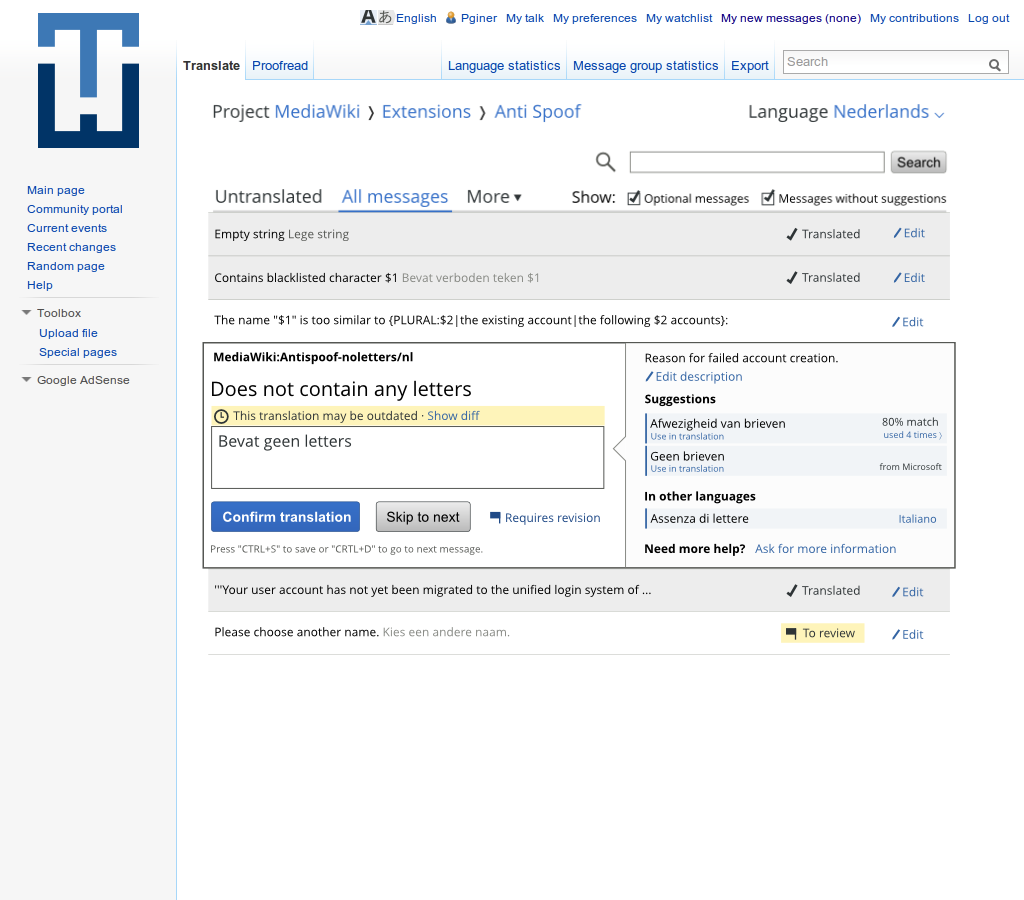 English Pginer My talk My preferences My watchlist My new messages (none) My contributions Log out
Translate Proofread Language statistics Message group statistics Export Search
Project MediaWiki ❭ Extensions ❭ Anti Spoof Language Nederlands
Search
Main page
Community portal
Current events
Recent changes
Random page
Help
Toolbox
Upload file
Special pages
Google AdSense
Untranslated All messages More ▾ Show: Optional messages Messages without suggestions
Empty string Lege string Translated Edit
Contains blacklisted character $1 Bevat verboden teken $1 Translated Edit
The name "$1" is too similar to {PLURAL:$2|the existing account|the following $2 accounts}: Edit
MediaWiki:Antispoof-noletters/nl
Does not contain any letters
This translation may be outdated · Show diff
Bevat geen letters
Confirm translation Skip to next Requires revision
Press "CTRL+S" to save or "CRTL+D" to go to next message.
Reason for failed account creation.
Edit description
Suggestions
Afwezigheid van brieven 80% match
Use in translation used 4 times ⟩
Geen brieven
Use in translation from Microsoft
In other languages
Assenza di lettere Italiano
Need more help? Ask for more information
'''Your user account has not yet been migrated to the unified login system of ... Translated Edit
Please choose another name. Kies een andere naam. To review Edit